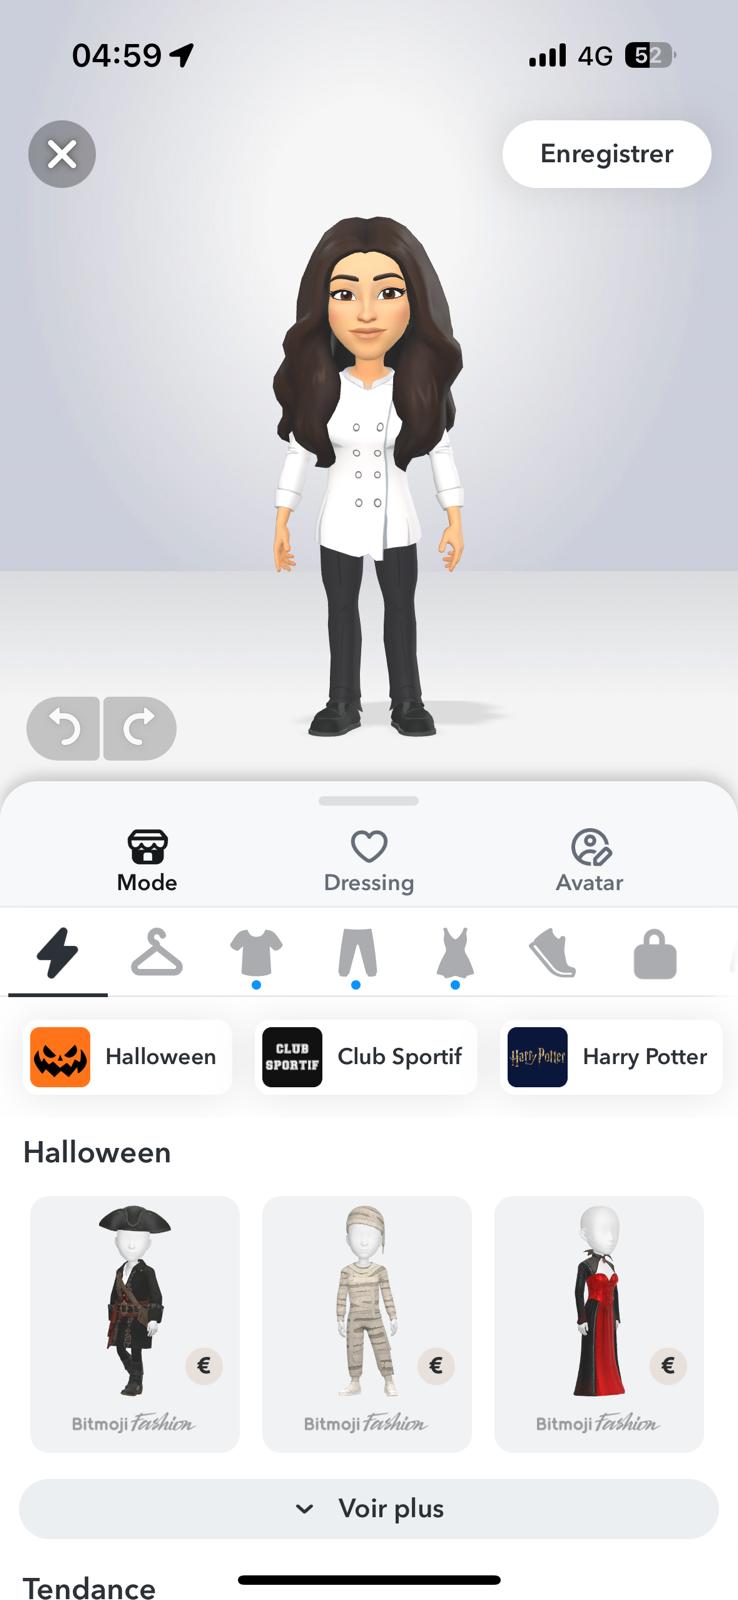 04:59
4G
52
Enregistrer
Mode
Dressing
Avatar
Halloween
CLUB
SPORTIF
Club Sportif
Harry Potter
Harry Potter
Halloween
€
€
€
Bitmoji Fashion
Bitmoji Fashion
Bitmoji Fashion
Voir plus
Tendance